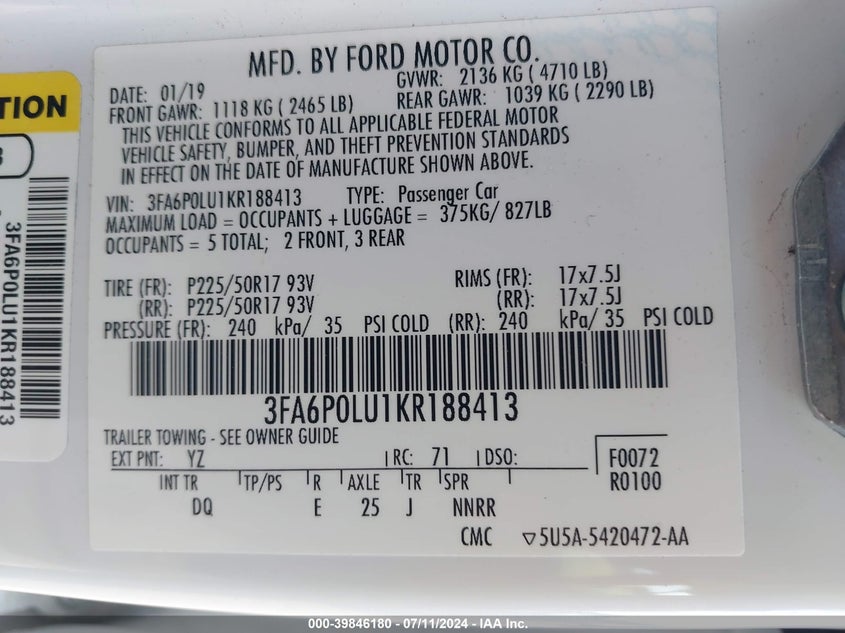 MFD. BY FORD MOTOR CO.
DATE: 01/19 GVWR: 2136 KG ( 4710 LB)
FRONT GAWR: 1118 KG ( 2465 LB) REAR GAWR: 1039 KG ( 2290 LB)
THIS VEHICLE CONFORMS TO ALL APPLICABLE FEDERAL MOTOR
VEHICLE SAFETY, BUMPER, AND THEFT PREVENTION STANDARDS
IN EFFECT ON THE DATE OF MANUFACTURE SHOWN ABOVE.
VIN: 3FA6P0LU1KR188413 TYPE: Passenger Car
MAXIMUM LOAD = OCCUPANTS + LUGGAGE = 375KG/ 827LB
OCCUPANTS = 5 TOTAL; 2 FRONT, 3 REAR
TIRE (FR): P225/50R17 93V RIMS (FR): 17x7.5J
(RR): P225/50R17 93V (RR): 17x7.5J
PRESSURE (FR): 240 kPa/ 35 PSI COLD (RR): 240 kPa/ 35 PSI COLD
3FA6P0LU1KR188413
TRAILER TOWING - SEE OWNER GUIDE
EXT PNT: YZ RC: 71 DSO: F0072
INT TR TP/PS R AXLE TR SPR R0100
DQ E 25 J NNRR
CMC ▽5U5A-5420472-AA
TION
3FA6P0LU1KR188413
000-39846180 - 07/11/2024 - IAA Inc.